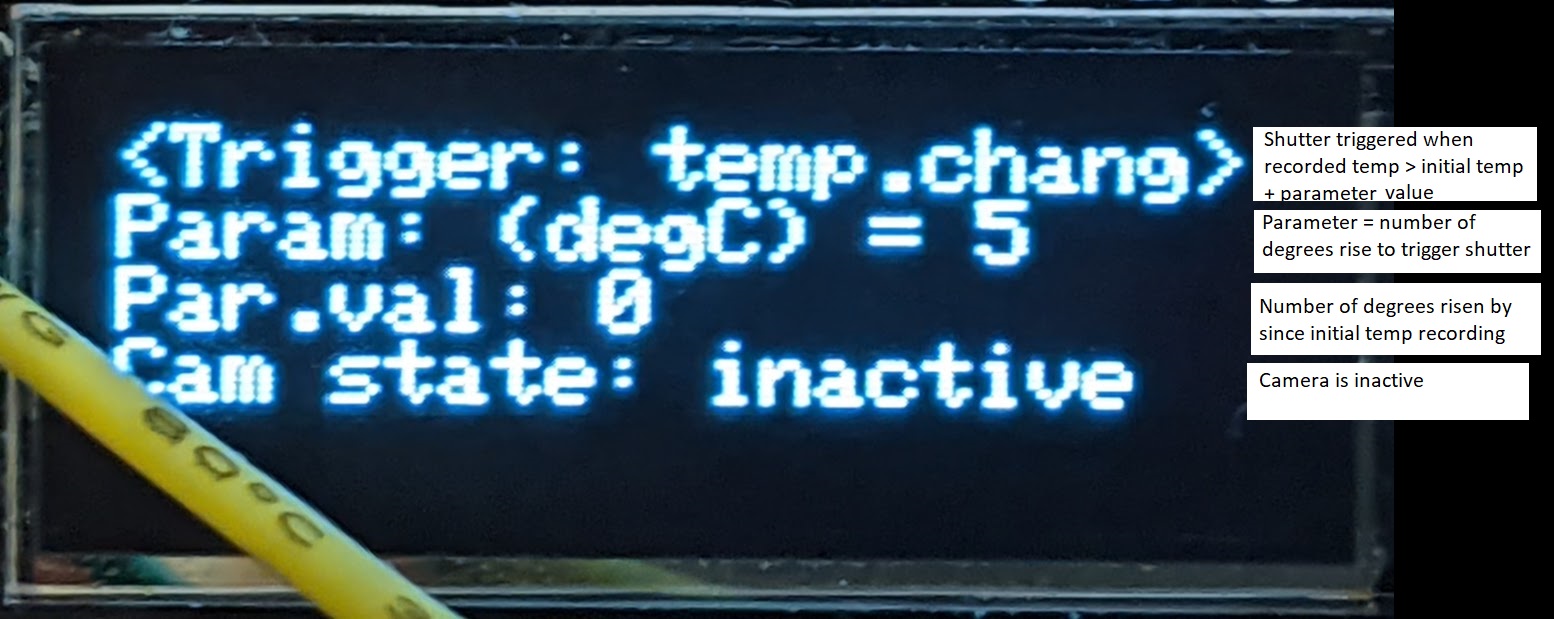 <Trigger: temp.chang>
Param: (degC) = 5
Par.val: 0
Cam state: inactive
Shutter triggered when
recorded temp > initial temp
+ parameter value
Parameter = number of
degrees rise to trigger shutter
Number of degrees risen by
since initial temp recording
Camera is inactive
G 80°C